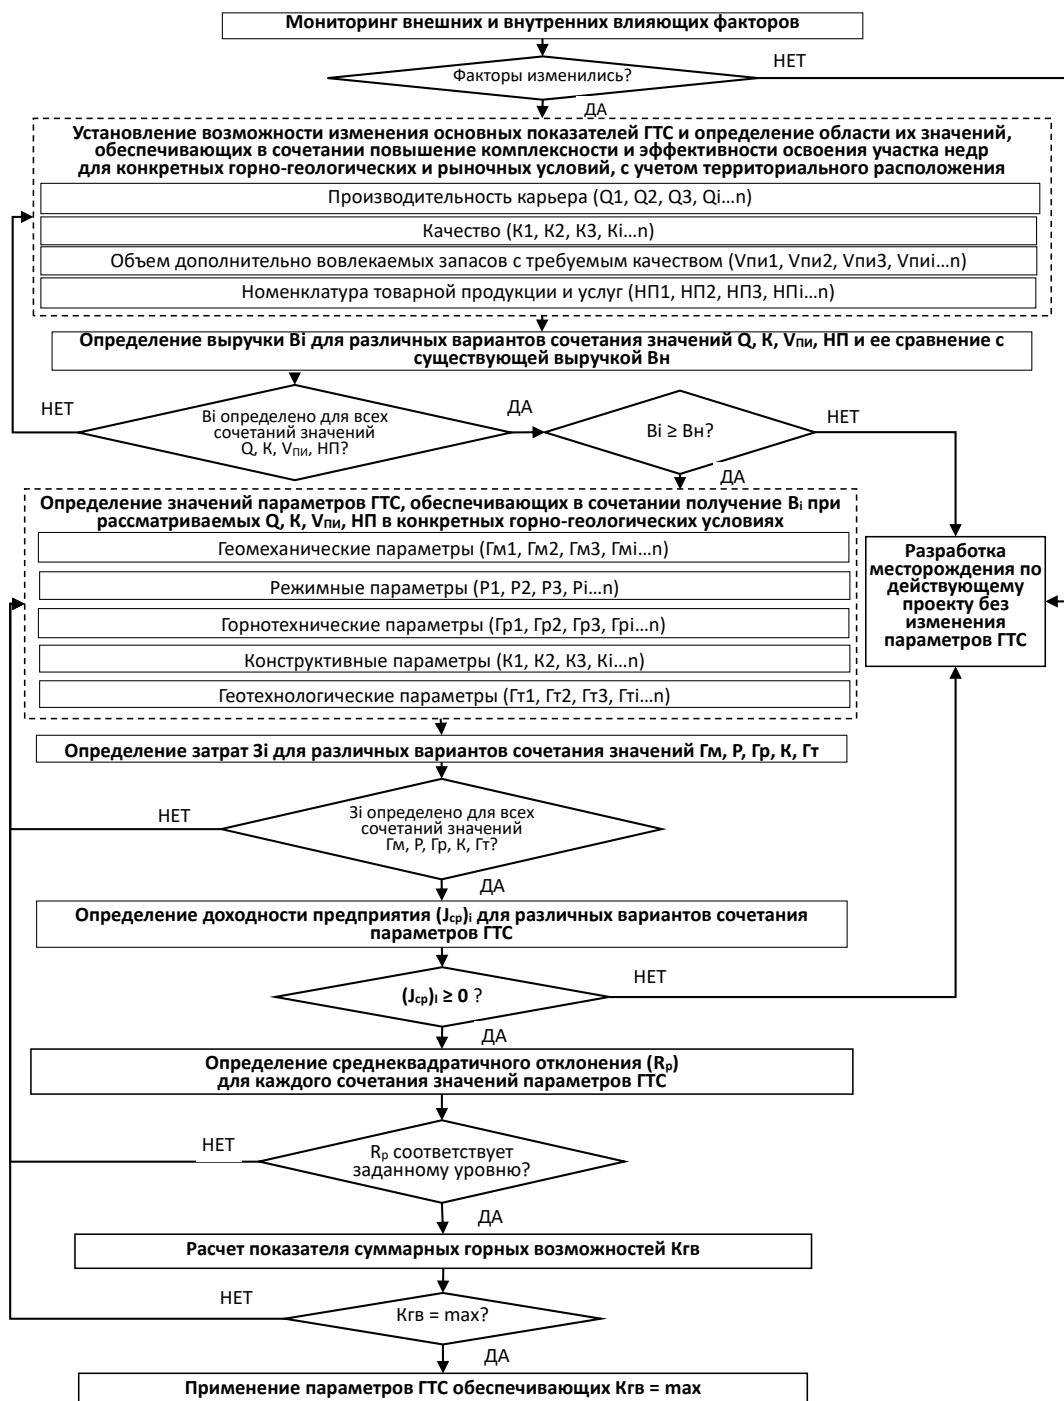 Мониторинг внешних и внутренних влияющих факторов
НЕТ
Факторы изменились?
ДА
Установление возможности изменения основных показателей ГТС и определение области их значений,
обеспечивающих в сочетании повышение комплексности и эффективности освоения участка недр
для конкретных горно-геологических и рыночных условий, с учетом территориального расположения
Производительность карьера (Q1, Q2, Q3, Qi...n)
Качество (К1, К2, К3, Кi...n)
Объем дополнительно вовлекаемых запасов с требуемым качеством (Vпи1, Vпи2, Vпи3, Vпиi...n)
Номенклатура товарной продукции и услуг (НП1, НП2, НП3, НПi...n)
Определение выручки Вi для различных вариантов сочетания значений Q, К, Vпи, НП и ее сравнение с
существующей выручкой Вн
НЕТ
Вi определено для всех
сочетаний значений
Q, К, Vпи, НП?
ДА
Вi ≥ Вн?
НЕТ
ДА
Определение значений параметров ГТС, обеспечивающих в сочетании получение Вi при
рассматриваемых Q, К, Vпи, НП в конкретных горно-геологических условиях
Геомеханические параметры (Гм1, Гм2, Гм3, Гмi...n)
Режимные параметры (Р1, Р2, Р3, Рi...n)
Горнотехнические параметры (Гр1, Гр2, Гр3, Грi...n)
Конструктивные параметры (К1, К2, К3, Кi...n)
Геотехнологические параметры (Гт1, Гт2, Гт3, Гтi...n)
Разработка
месторождения по
действующему
проекту без
изменения
параметров ГТС
Определение затрат Зi для различных вариантов сочетания значений Гм, Р, Гр, К, Гт
НЕТ
Зi определено для всех
сочетаний значений
Гм, Р, Гр, К, Гт?
ДА
Определение доходности предприятия (Jср)i для различных вариантов сочетания
параметров ГТС
(Jср)I ≥ 0 ?
НЕТ
ДА
Определение среднеквадратичного отклонения (Rр)
для каждого сочетания значений параметров ГТС
НЕТ
Rр соответствует
заданному уровню?
ДА
Расчет показателя суммарных горных возможностей Кгв
НЕТ
Кгв = max?
ДА
Применение параметров ГТС обеспечивающих Кгв = max